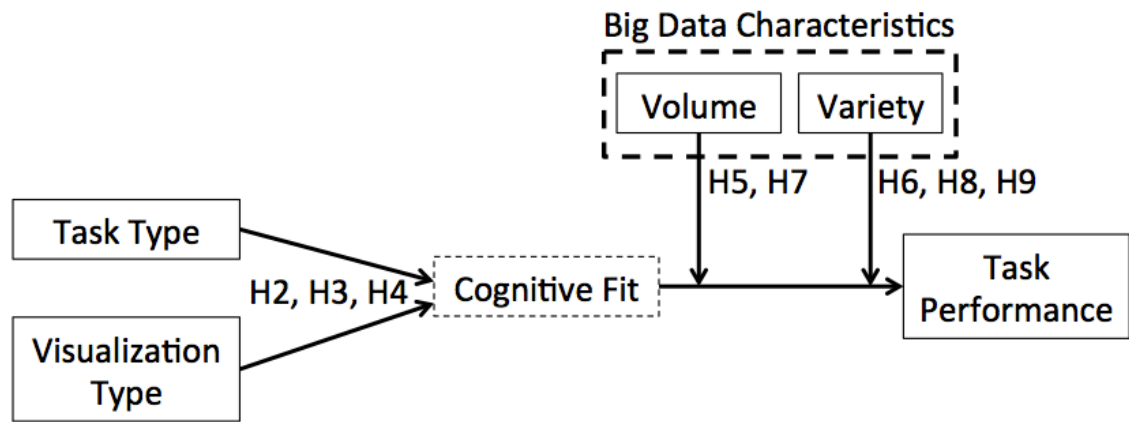 Big Data Characteristics
Volume
Variety
H5, H7
H6, H8, H9
Task Type
H2, H3, H4
Cognitive Fit
Task
Performance
Visualization
Type